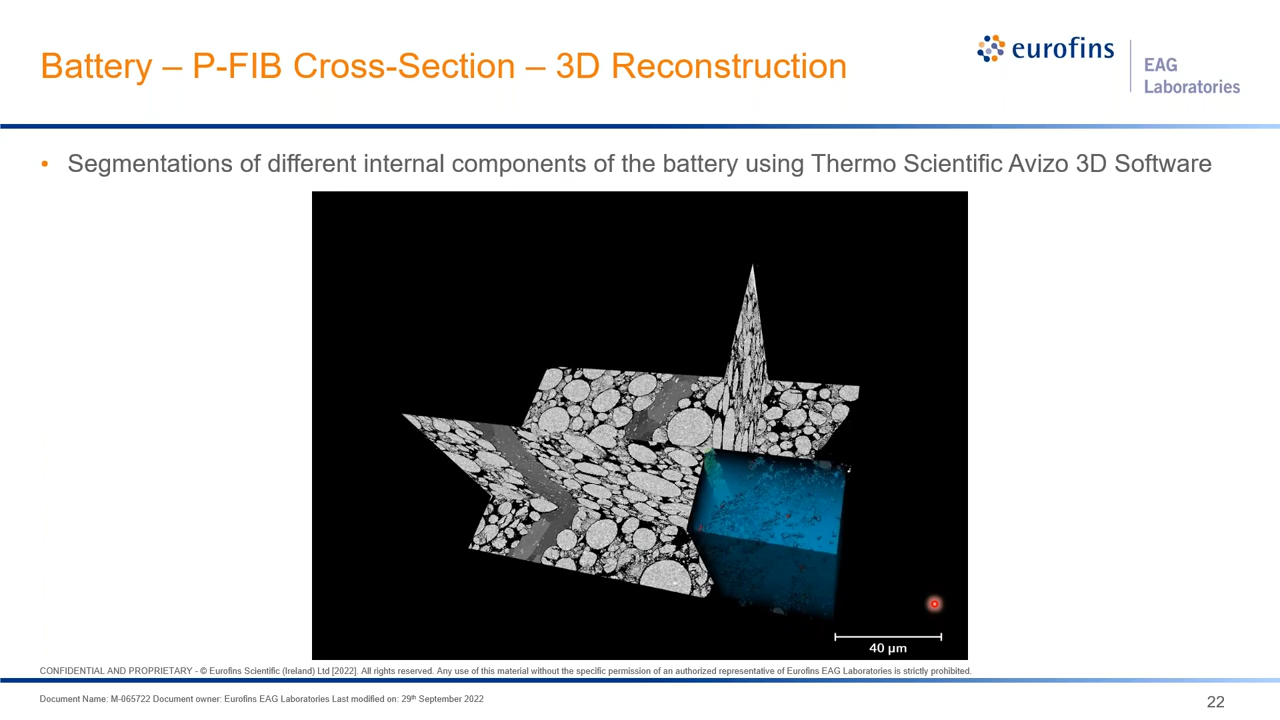 Battery – P-FIB Cross-Section – 3D Reconstruction
eurofins
EAG
Laboratories
• Segmentations of different internal components of the battery using Thermo Scientific Avizo 3D Software
40 µm
CONFIDENTIAL AND PROPRIETARY - © Eurofins Scientific (Ireland) Ltd [2022]. All rights reserved. Any use of this material without the specific permission of an authorized representative of Eurofins EAG Laboratories is strictly prohibited.
Document Name: M-065722 Document owner: Eurofins EAG Laboratories Last modified on: 29th September 2022
22